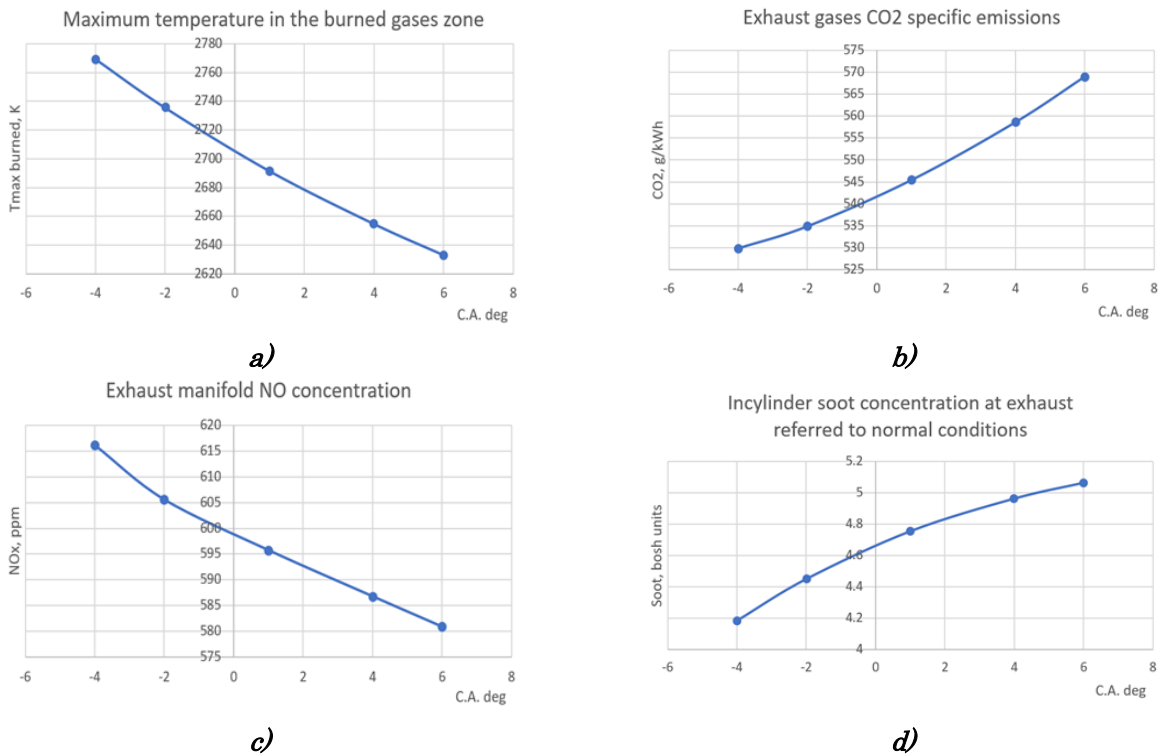 Maximum temperature in the burned gases zone
Tmax burned, K
2780
2760
2740
2720
2700
2680
2660
2640
2620
-6 -4 -2 0 2 4 6 8
C.A. deg
a)
Exhaust gases CO2 specific emissions
CO2, g/kWh
575
570
565
560
555
550
545
540
535
530
525
-6 -4 -2 0 2 4 6 8
C.A. deg
b)
Exhaust manifold NO concentration
NOx, ppm
620
615
610
605
600
595
590
585
580
575
-6 -4 -2 0 2 4 6 8
C.A. deg
c)
Incylinder soot concentration at exhaust
referred to normal conditions
Soot, bosh units
5.2
5
4.8
4.6
4.4
4.2
4
-6 -4 -2 0 2 4 6 8
C.A. deg
d)